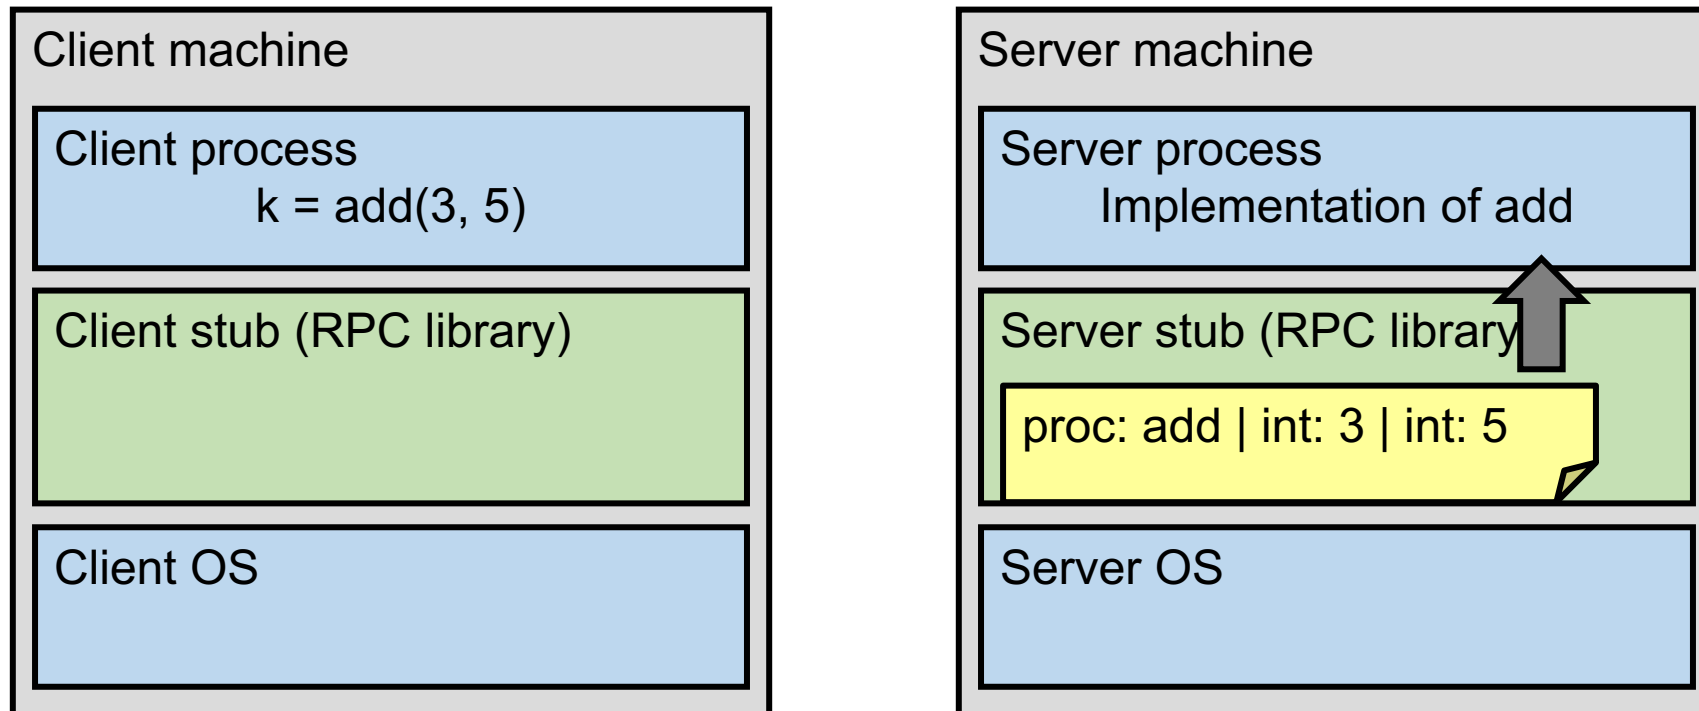 Client machine
Client process
k = add(3, 5)
Client stub (RPC library)
Client OS
Server machine
Server process
Implementation of add
Server stub (RPC library
proc: add | int: 3 | int: 5
Server OS